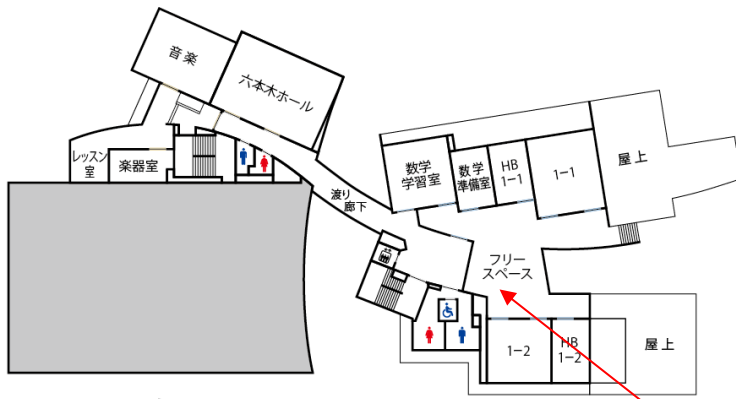 音楽
六本木ホール
レッスン
室
楽器室
渡り
廊下
数学
学習室
数学
準備室
HB
1-1
1-1
屋上
フリー
スペース
1-2
HB
1-2
屋上